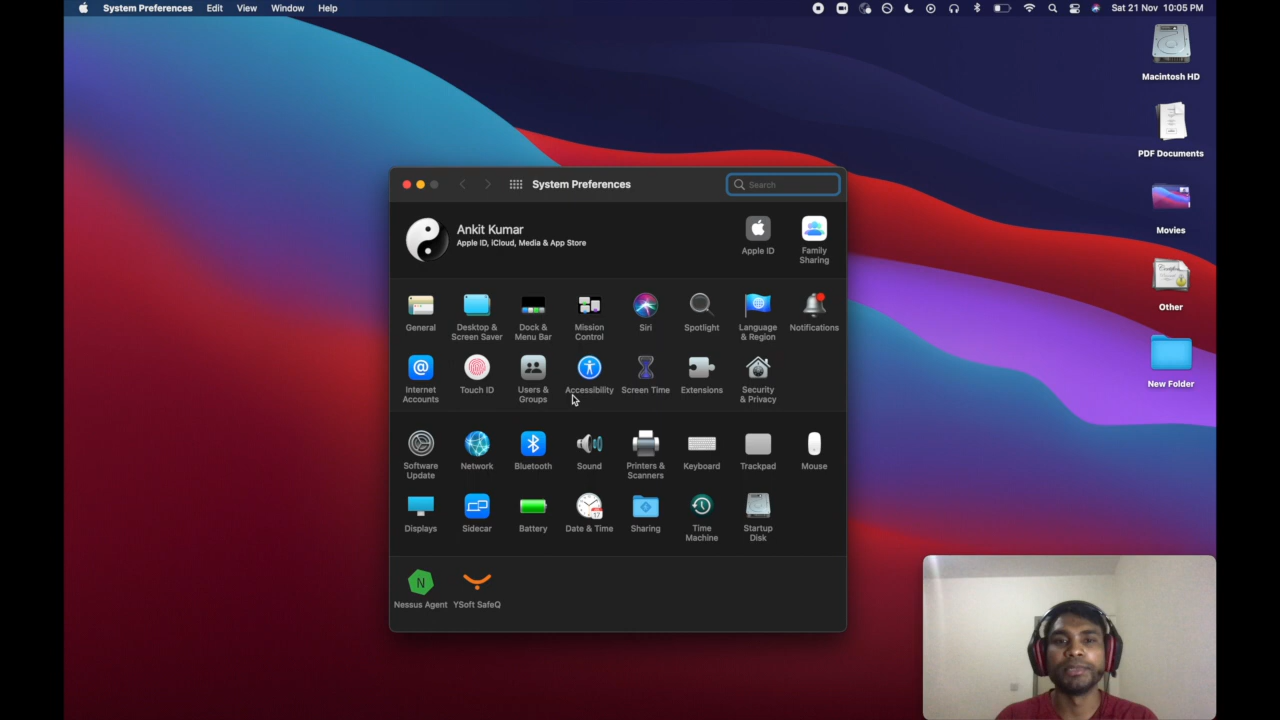 System Preferences Edit View Window Help Sat 21 Nov 10:05 PM
Macintosh HD
PDF Documents
Movies
Other
New Folder
System Preferences Search
Ankit Kumar
Apple ID, iCloud, Media & App Store
Apple ID
Family
Sharing
General
Desktop &
Screen Saver
Dock &
Menu Bar
Mission
Control
Siri
Spotlight
Language
& Region
Notifications
Internet
Accounts
Touch ID
Users &
Groups
Accessibility
Screen Time
Extensions
Security
& Privacy
Software
Update
Network
Bluetooth
Sound
Printers &
Scanners
Keyboard
Trackpad
Mouse
Displays
Sidecar
Battery
17
Date & Time
Sharing
Time
Machine
Startup
Disk
N
Nessus Agent
YSoft SafeQ